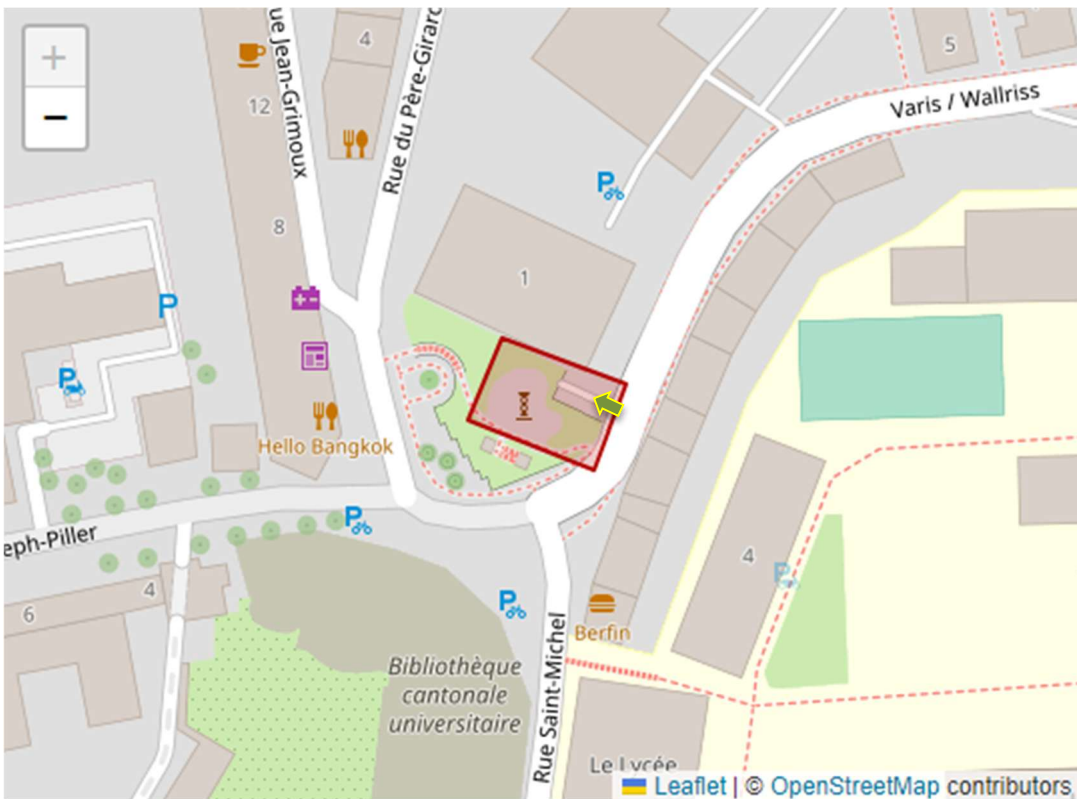 +
−
ue Jean-Grimoux
Rue du Père-Girard
4
5
12
Varis / Wallriss
8
1
P
P
P
Hello Bangkok
eph-Piller
P
4
6
4
P
P
Berfin
Bibliothèque
cantonale
universitaire
Rue Saint-Michel
Le Lycée
Leaflet | © OpenStreetMap contributors